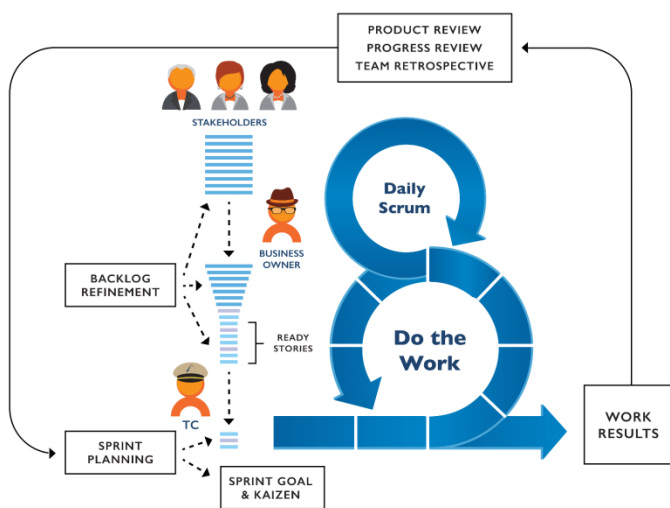 PRODUCT REVIEW
PROGRESS REVIEW
TEAM RETROSPECTIVE
STAKEHOLDERS
Daily
Scrum
BUSINESS
OWNER
BACKLOG
REFINEMENT
READY
STORIES
Do the
Work
TC
SPRINT
PLANNING
WORK
RESULTS
SPRINT GOAL
& KAIZEN